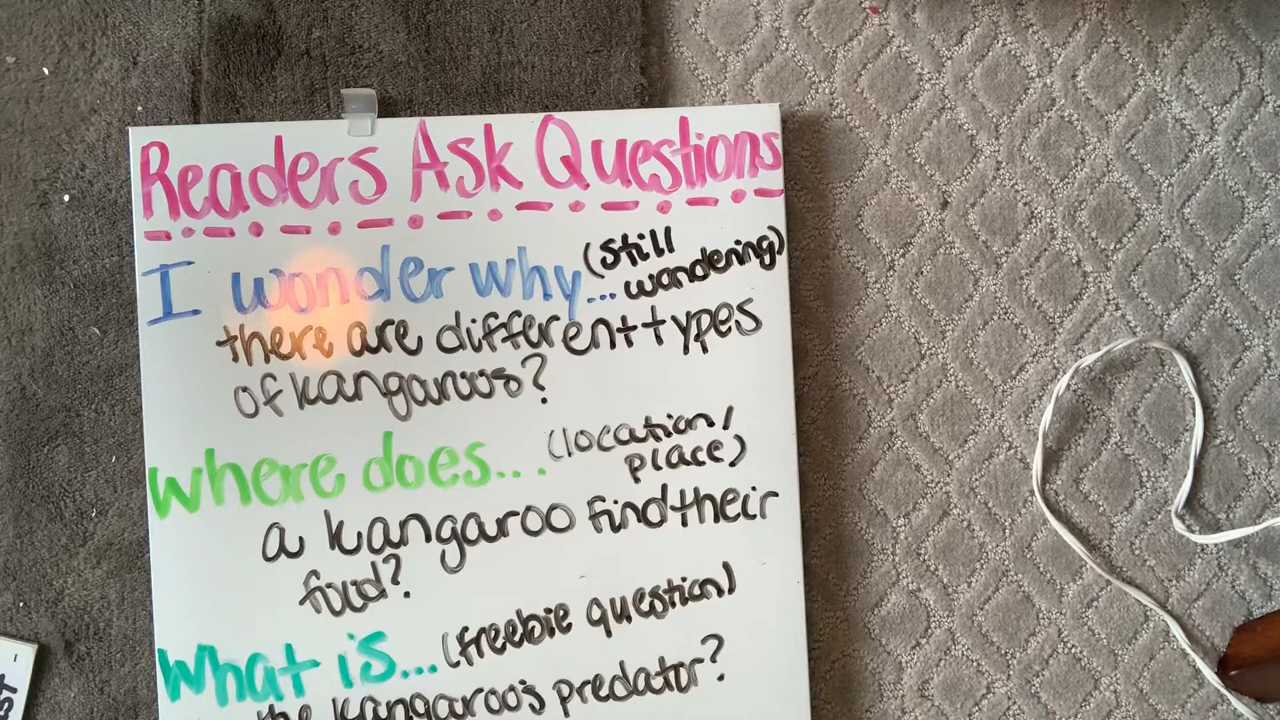 Readers Ask Questions
I wonder why... (still
wondering)
there are different types
of kangaroos?
where does... (location/
place)
a kangaroo find their
food?
What is... (freebie question)
the kangaroo's predator?